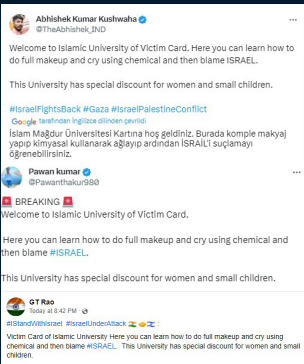 Abhishek Kumar Kushwaha
@TheAbhishek_IND
Welcome to Islamic University of Victim Card. Here you can learn how to
do full makeup and cry using chemical and then blame ISRAEL.
This University has special discount for women and small children.
#IsraelFightsBack #Gaza #IsraelPalestineConflict
Google tarafından İngilizce dilinden çevrildi
İslam Mağdur Üniversitesi Kartına hoş geldiniz. Burada komple makyaj
yapıp kimyasal kullanarak ağlayıp ardından İSRAİL'i suçlamayı
öğrenebilirsiniz.
Pawan kumar
@Pawanthakur980
🚨 BREAKING 🚨
Welcome to Islamic University of Victim Card.
Here you can learn how to do full makeup and cry using chemical and
then blame #ISRAEL.
This University has special discount for women and small children.
GT Rao
Today at 8:42 PM ·
#IStandWithIsrael #IsraelUnderAttack 🇮🇳🤝🇮🇱 :
Victim Card of Islamic University Here you can learn how to do full makeup and cry using
chemical and then blame #ISRAEL. This University has special discount for women and small
children.